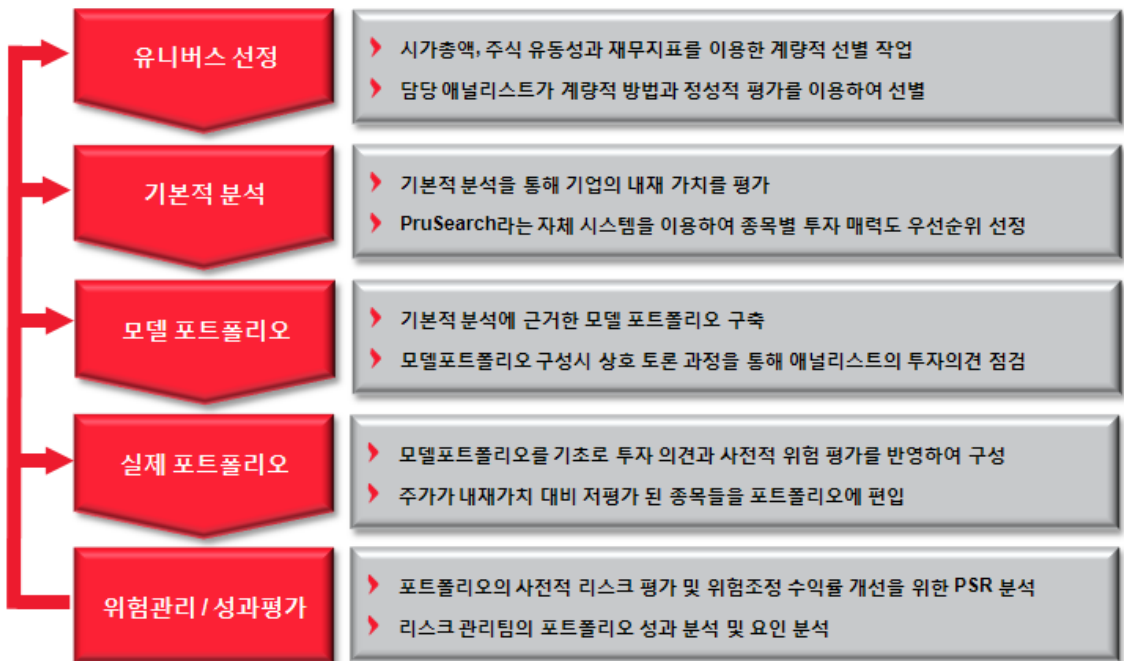 유니버스 선정
시가총액, 주식 유동성과 재무지표를 이용한 계량적 선별 작업
담당 애널리스트가 계량적 방법과 정성적 평가를 이용하여 선별
기본적 분석
기본적 분석을 통해 기업의 내재 가치를 평가
PruSearch라는 자체 시스템을 이용하여 종목별 투자 매력도 우선순위 선정
모델 포트폴리오
기본적 분석에 근거한 모델 포트폴리오 구축
모델포트폴리오 구성시 상호 토론 과정을 통해 애널리스트의 투자의견 점검
실제 포트폴리오
모델포트폴리오를 기초로 투자 의견과 사전적 위험 평가를 반영하여 구성
주가가 내재가치 대비 저평가 된 종목들을 포트폴리오에 편입
위험관리 / 성과평가
포트폴리오의 사전적 리스크 평가 및 위험조정 수익률 개선을 위한 PSR 분석
리스크 관리팀의 포트폴리오 성과 분석 및 요인 분석